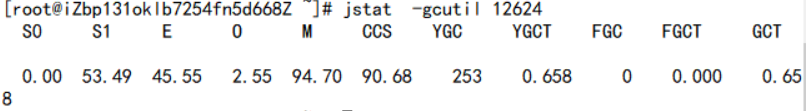 [root@iZbp131oklb7254fn5d668Z ~]# jstat -gcutil 12624
S0 S1 E O M CCS YGC YGCT FGC FGCT GCT
0.00 53.49 45.55 2.55 94.70 90.68 253 0.658 0 0.000 0.65
8